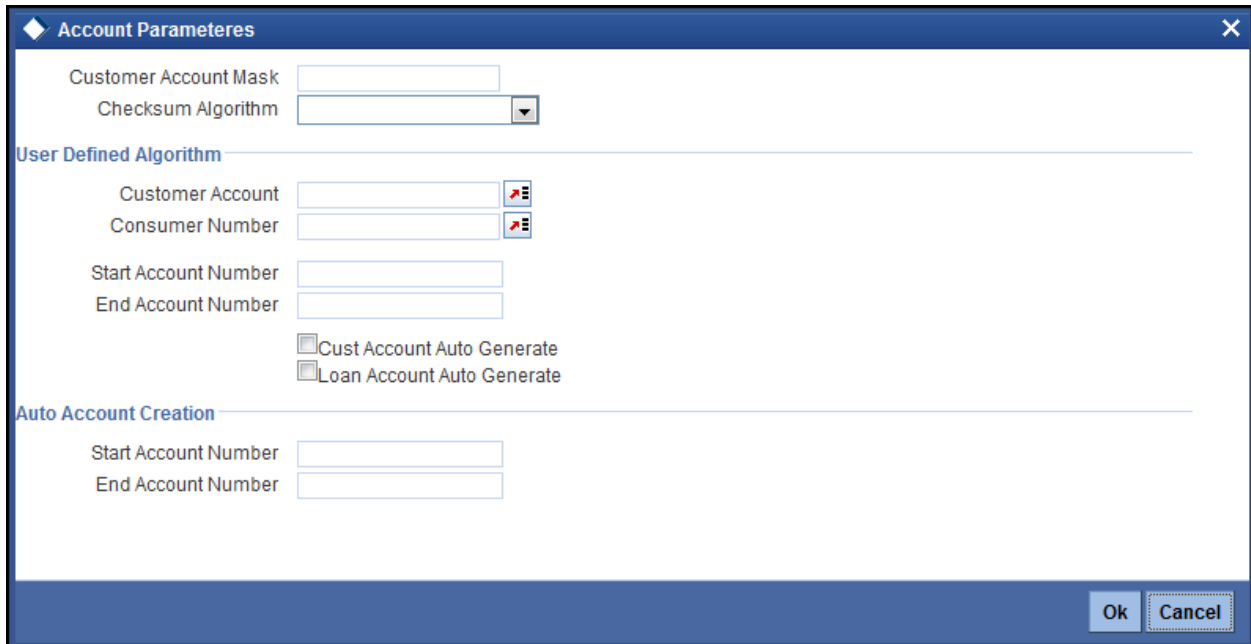 Account Parameteres
Customer Account Mask
Checksum Algorithm
User Defined Algorithm
Customer Account
Consumer Number
Start Account Number
End Account Number
Cust Account Auto Generate
Loan Account Auto Generate
Auto Account Creation
Start Account Number
End Account Number
Ok Cancel